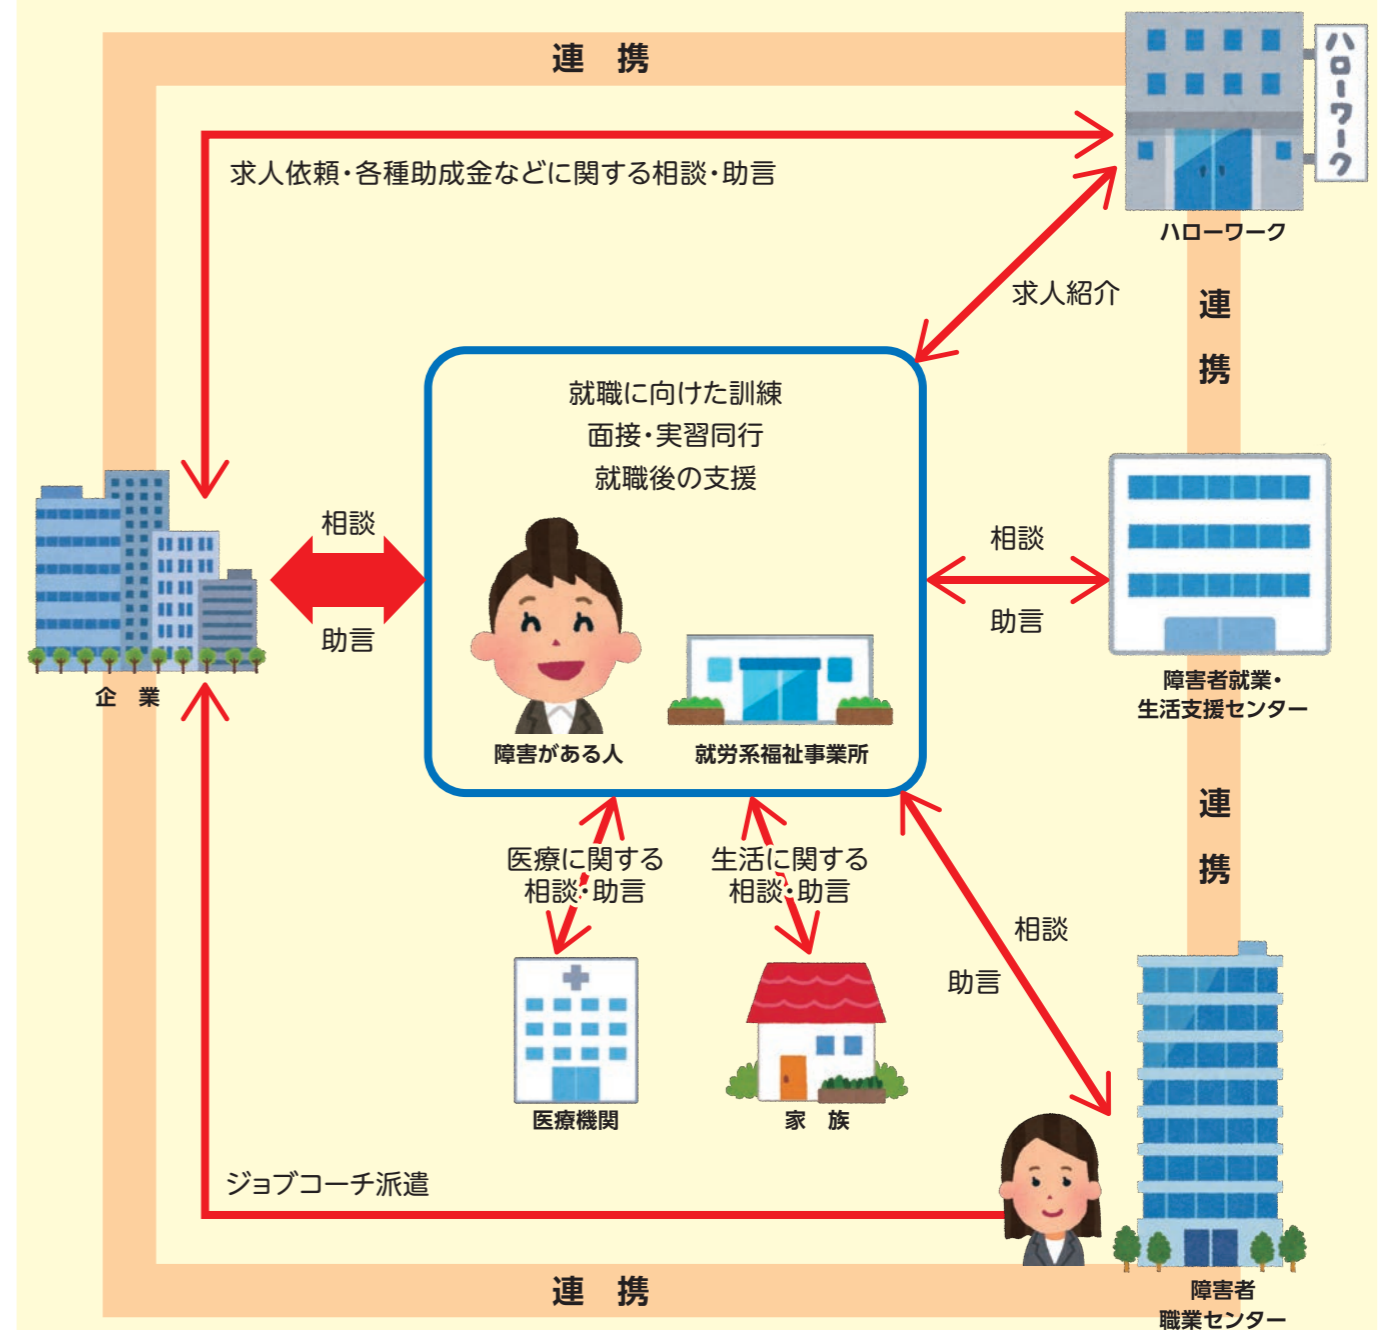 連 携
ハローワーク
ハローワーク
求人依頼・各種助成金などに関する相談・助言
求人紹介
連
携
就職に向けた訓練
面接・実習同行
就職後の支援
相談
助言
企 業
障害がある人
就労系福祉事業所
相談
助言
障害者就業・
生活支援センター
医療に関する
相談・助言
生活に関する
相談・助言
連
携
相談
助言
医療機関
家 族
ジョブコーチ派遣
連 携
障害者
職業センター